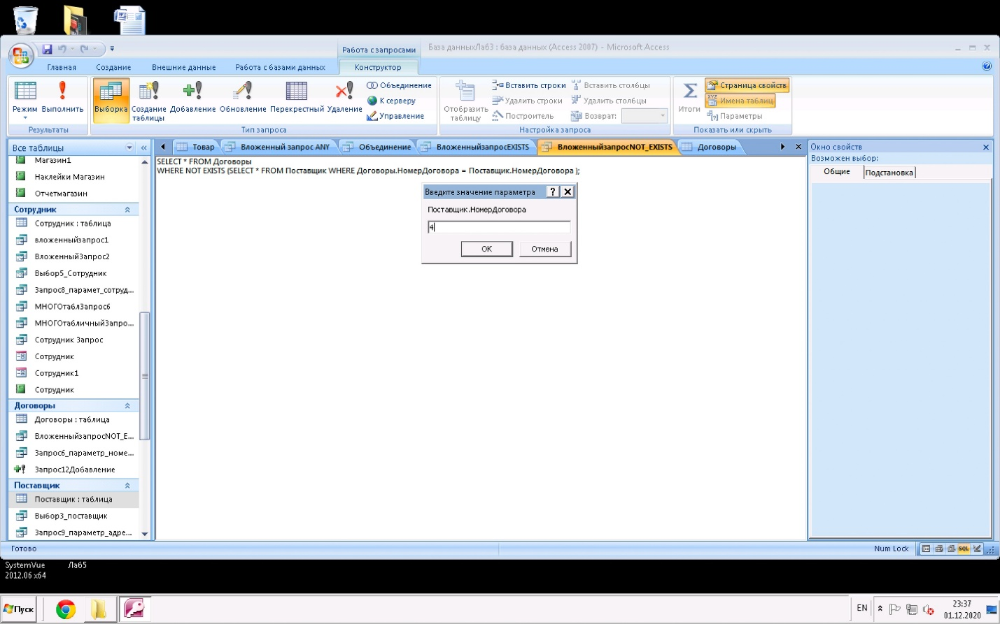 Работа с запросами
База данныхЛаб3 : база данных (Access 2007) - Microsoft Access
Главная
Создание
Внешние данные
Работа с базами данных
Конструктор
Режим
Выполнить
Выборка
Создание таблицы
Добавление
Обновление
Перекрестный
Удаление
Объединение
К серверу
Управление
Отобразить таблицу
Вставить строки
Удалить строки
Построитель
Вставить столбцы
Удалить столбцы
Возврат:
Итоги
Страница свойств
Имена таблиц
Параметры
Результаты
Тип запроса
Настройка запроса
Показать или скрыть
Все таблицы
Магазин1
Наклейки Магазин
Отчетмагазин
Сотрудник
Сотрудник : таблица
вложенныйзапрос1
ВложенныйЗапрос2
Выбор5_Сотрудник
Запрос8_парамет_сотруд...
МНОГОтаблЗапрос6
МНОГОтабличныйЗапро...
Сотрудник Запрос
Сотрудник
Сотрудник1
Сотрудник
Договоры
Договоры : таблица
ВложенныйзапросNOT_E...
Запрос6_параметр_номе...
Запрос12Добавление
Поставщик
Поставщик : таблица
Выбор3_поставщик
Запрос9_параметр_адре...
Товар
Вложенный запрос ANY
Объединение
ВложенныйзапросEXISTS
ВложенныйзапросNOT_EXISTS
Договоры
SELECT * FROM Договоры
WHERE NOT EXISTS (SELECT * FROM Поставщик WHERE Договоры.НомерДоговора = Поставщик.НомерДоговора );
Введите значение параметра
?
Поставщик.НомерДоговора
4
ОК
Отмена
Окно свойств
Возможен выбор:
Общие
Подстановка
Готово
Num Lock
SQL
SystemVue
2012.06 x64
Лаб5
Пуск
EN
23:37
01.12.2020